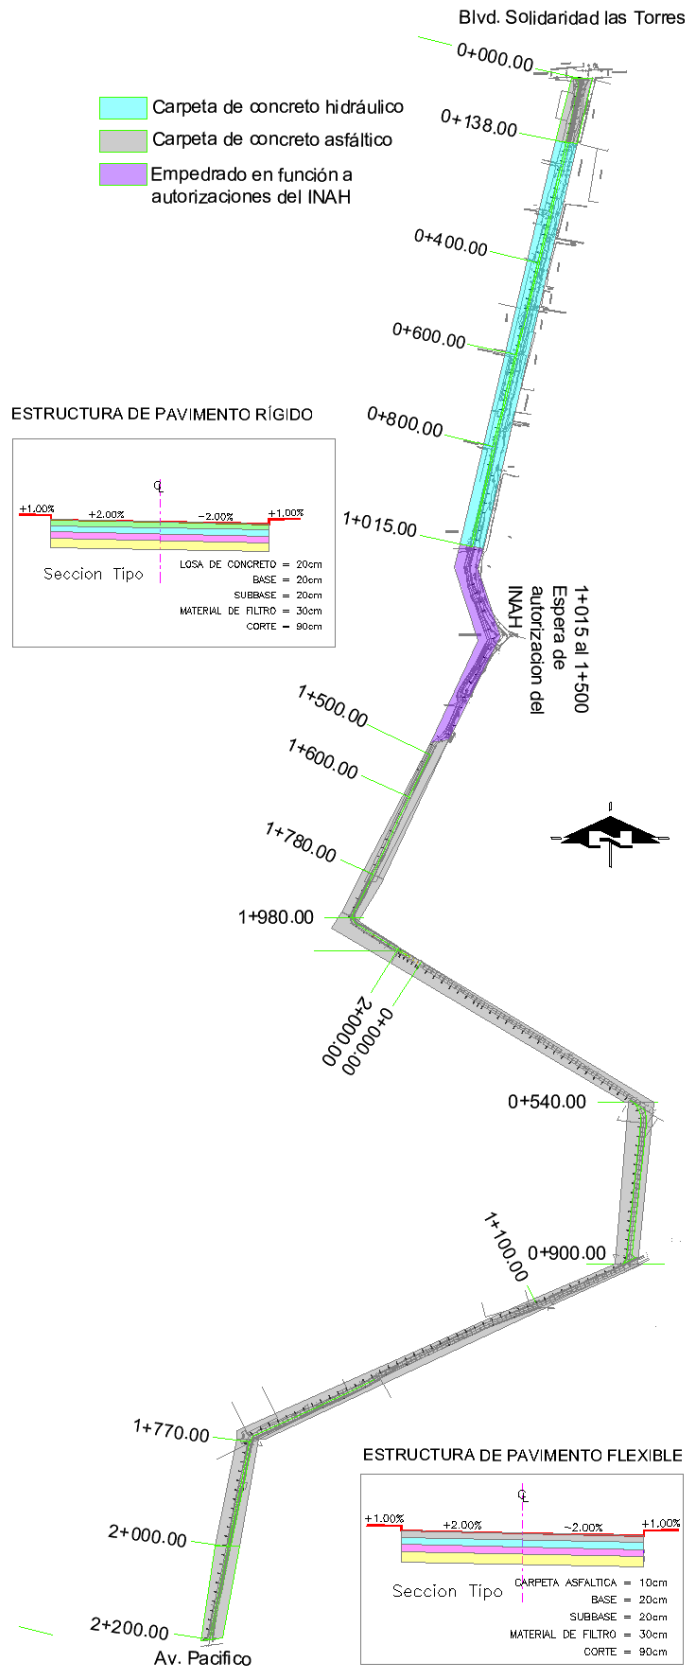 Blvd. Solidaridad las Torres
0+000.00
Carpeta de concreto hidráulico
0+138.00
Carpeta de concreto asfáltico
Empedrado en función a
autorizaciones del INAH
0+400.00
0+600.00
0+800.00
ESTRUCTURA DE PAVIMENTO RÍGIDO
+1.00%
+2.00%
-2.00%
+1.00%
Seccion Tipo
LOSA DE CONCRETO = 20cm
BASE = 20cm
SUBBASE = 20cm
MATERIAL DE FILTRO = 30cm
CORTE = 90cm
1+015.00
1+015 al 1+500
Espera de
autorizacion del
INAH
1+500.00
1+600.00
1+780.00
1+980.00
2+000.00
0+000.00
0+540.00
1+100.00
0+900.00
1+770.00
ESTRUCTURA DE PAVIMENTO FLEXIBLE
+1.00%
+2.00%
-2.00%
+1.00%
Seccion Tipo
CARPETA ASFALTICA = 10cm
BASE = 20cm
SUBBASE = 20cm
MATERIAL DE FILTRO = 30cm
CORTE = 90cm
2+000.00
2+200.00
Av. Pacifico